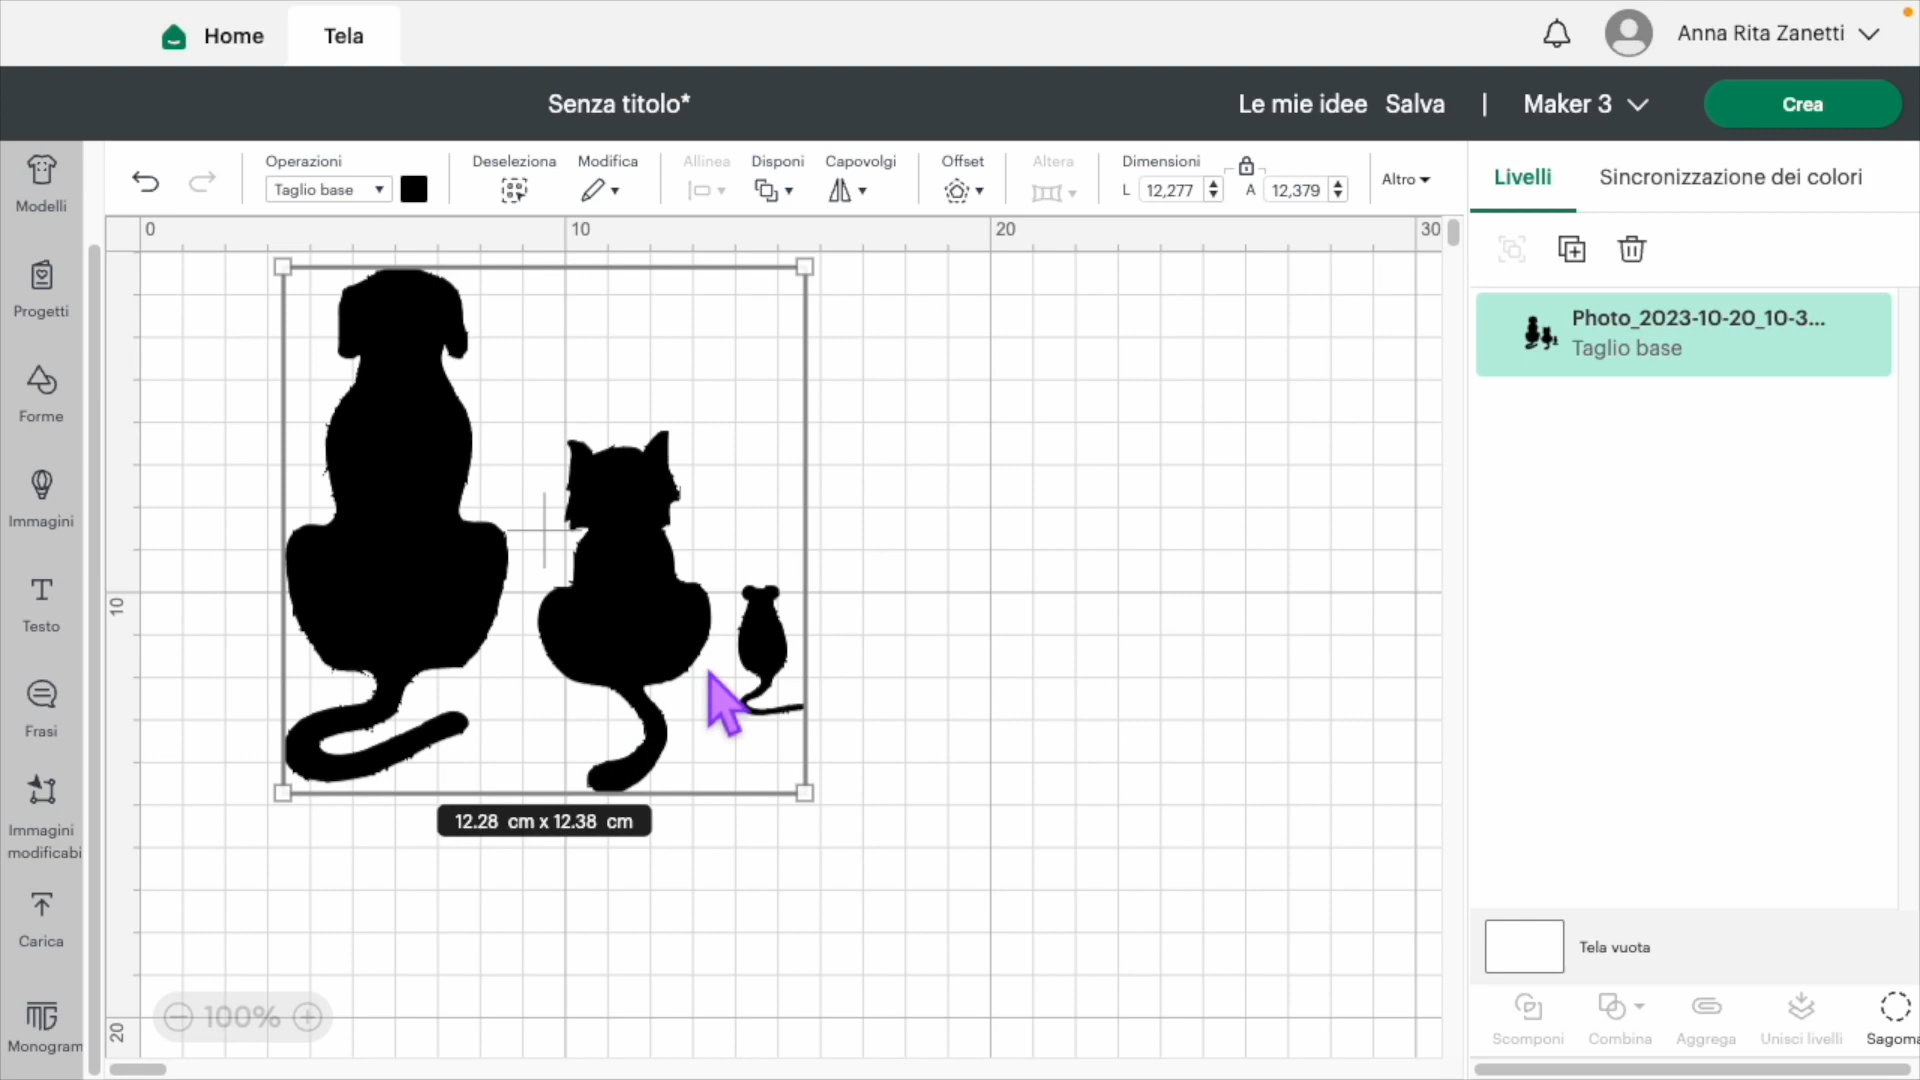 Home
Tela
Anna Rita Zanetti
Senza titolo*
Le mie idee
Salva
|
Maker 3
Crea
Modelli
Progetti
Forme
Immagini
Testo
Frasi
Immagini
modificabi
Carica
Monogram
Operazioni
Taglio base
Deseleziona
Modifica
Allinea
Disponi
Capovolgi
Offset
Altera
Dimensioni
L 12,277
A 12,379
Altro
0
10
20
30
10
20
12.28 cm x 12.38 cm
100%
Livelli
Sincronizzazione dei colori
Photo_2023-10-20_10-3...
Taglio base
Tela vuota
Scomponi
Combina
Aggrega
Unisci livelli
Sagoma